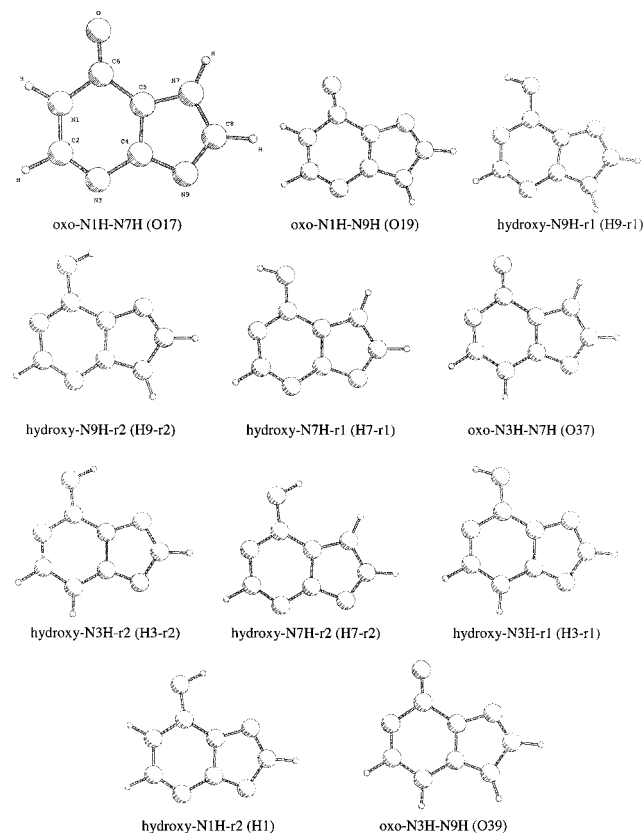 O
C6
H
H
C5
N7
N1
C8
C2
C4
H
H
N3
N9
oxo-N1H-N7H (O17)
oxo-N1H-N9H (O19)
hydroxy-N9H-r1 (H9-r1)
hydroxy-N9H-r2 (H9-r2)
hydroxy-N7H-r1 (H7-r1)
oxo-N3H-N7H (O37)
hydroxy-N3H-r2 (H3-r2)
hydroxy-N7H-r2 (H7-r2)
hydroxy-N3H-r1 (H3-r1)
hydroxy-N1H-r2 (H1)
oxo-N3H-N9H (O39)